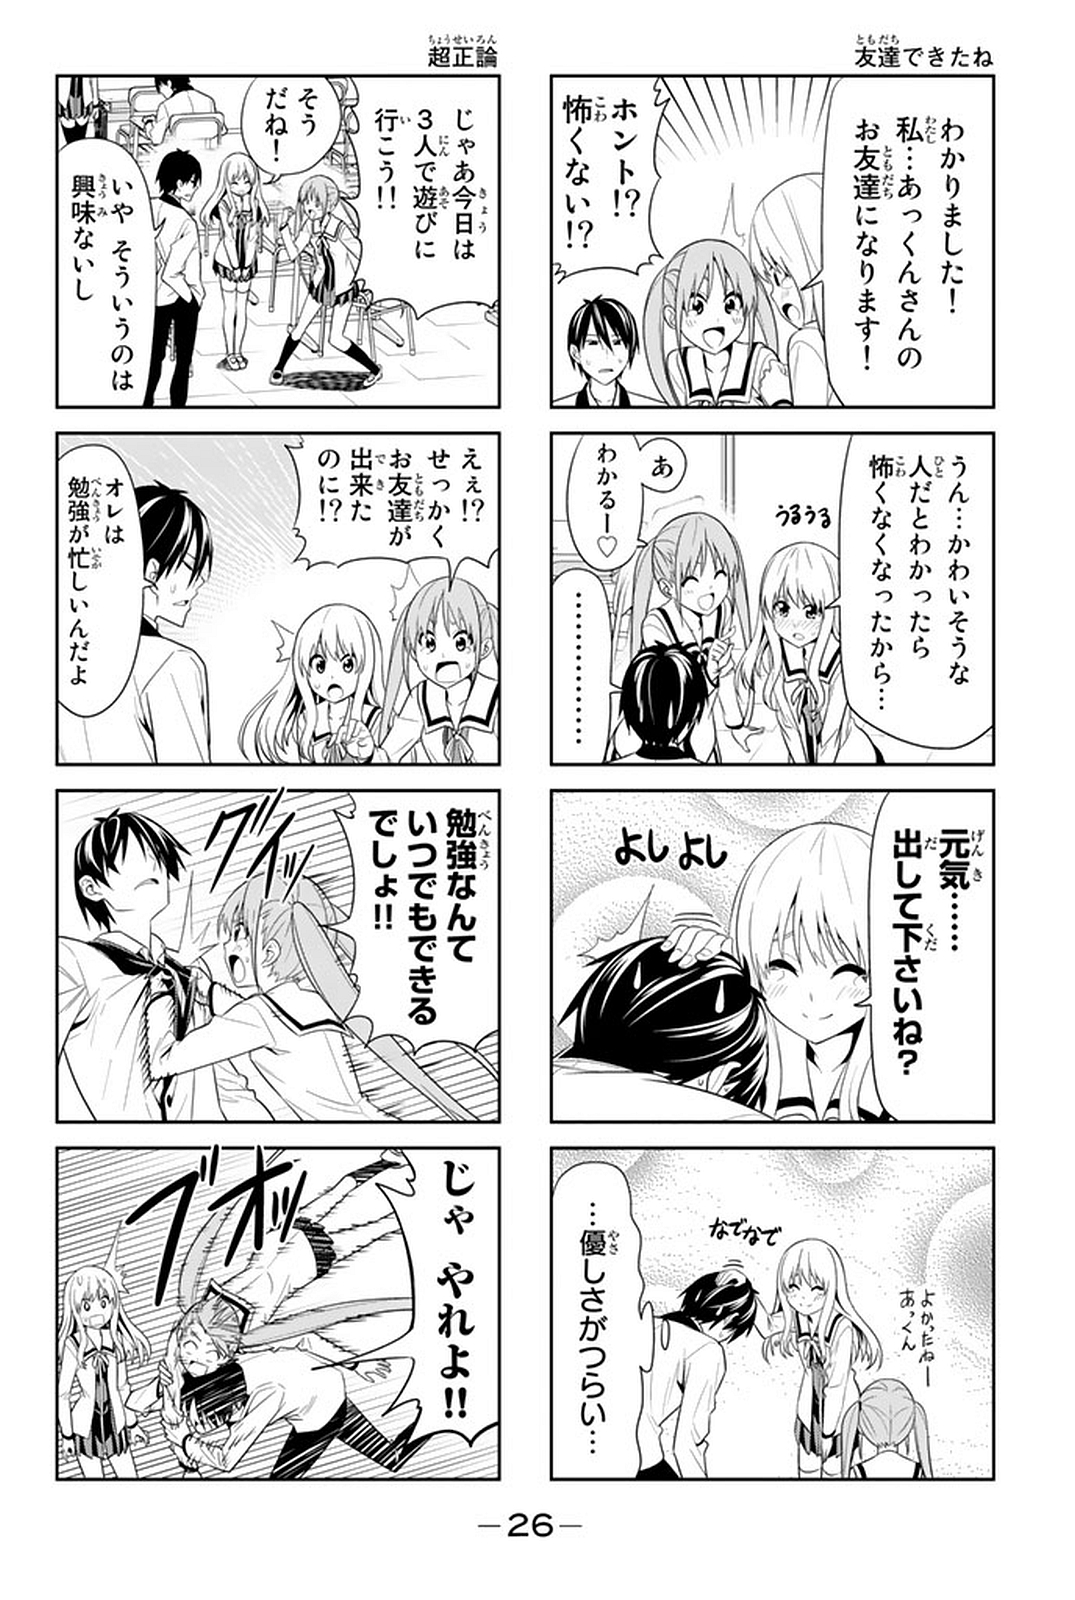 友達できたね
わかりました！
私…あっくんさんの
お友達になります！
ホント!?
怖くない!?
うん…かわいそうな
人だとわかったら
怖くなくなったから…
うるうる
あ
わかるー♡
……………
元気……
出して下さいね？
よしよし
なでなで
よかったねー
あっくん
…優しさがつらい…
超正論
じゃあ今日は
3人で遊びに
行こう!!
そう
だね！
いや そういうのは
興味ないし
えぇ!?
せっかく
お友達が
出来た
のに!?
オレは
勉強が忙しいんだよ
勉強なんて
いつでもできる
でしょ!!
グイッ
じゃ やれよ!!
ブオッ
26